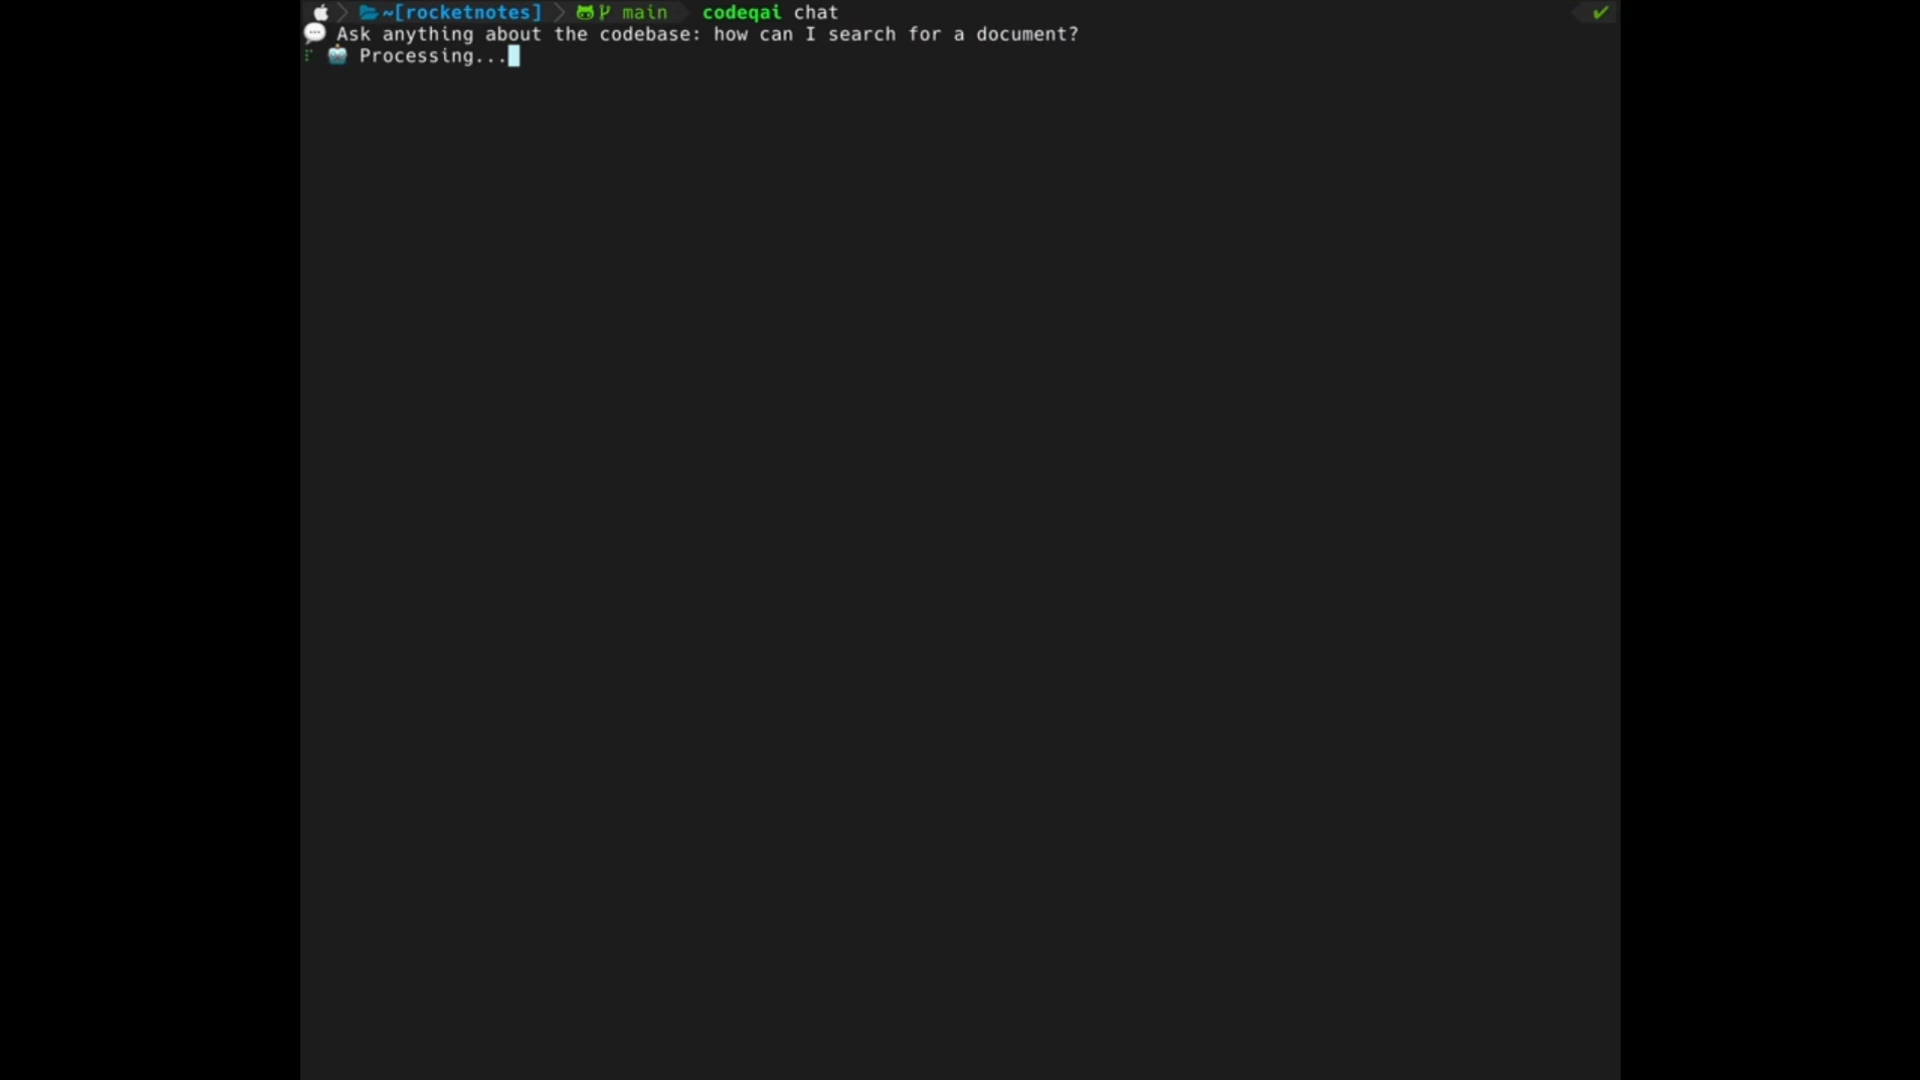 ~[rocketnotes] main codeqai chat
Ask anything about the codebase: how can I search for a document?
Processing...